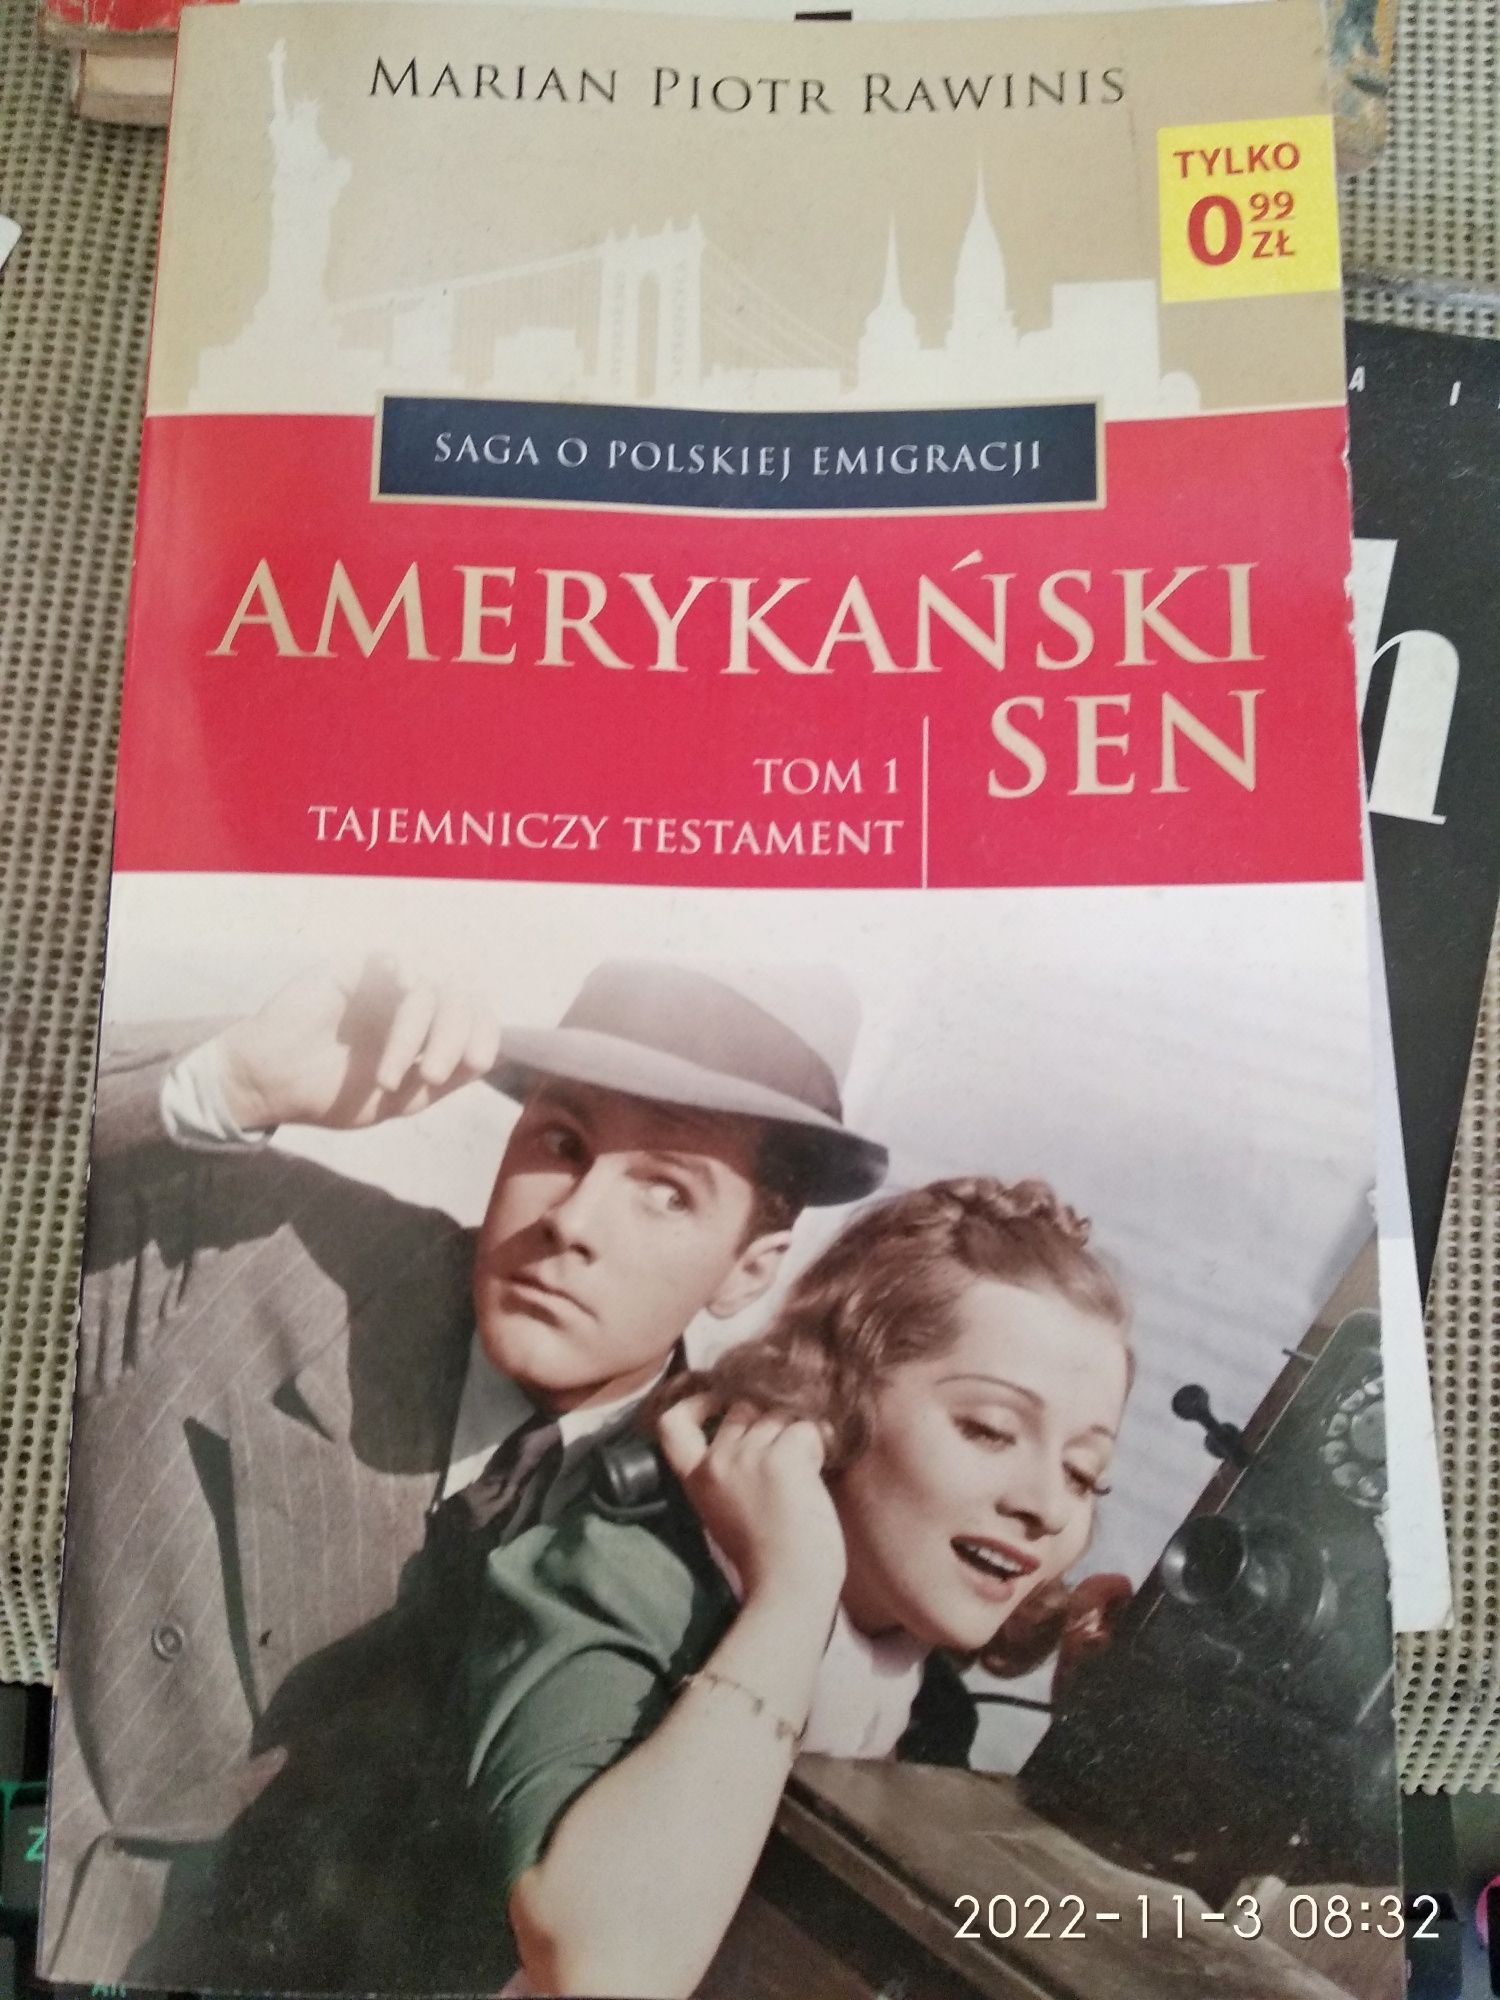 MARIAN PIOTR RAWINIS
TYLKO
0 99
ZŁ
SAGA O POLSKIEJ EMIGRACJI
AMERYKAŃSKI
SEN
TOM 1
TAJEMNICZY TESTAMENT
A I
h
Z
Alt
2022-11-3 08:32